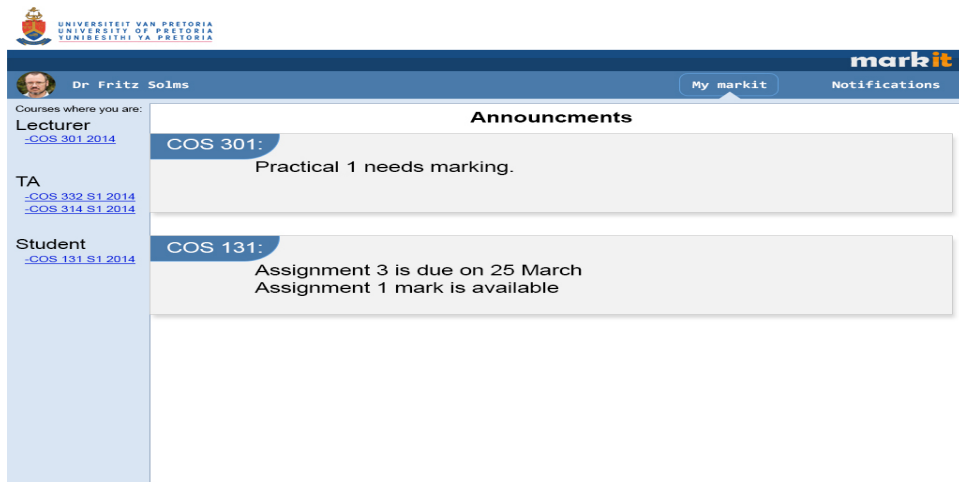 UNIVERSITEIT VAN PRETORIA
UNIVERSITY OF PRETORIA
YUNIBESITHI YA PRETORIA
markit
Dr Fritz Solms
My markit
Notifications
Courses where you are:
Lecturer
-COS 301 2014
TA
-COS 332 S1 2014
-COS 314 S1 2014
Student
-COS 131 S1 2014
Announcments
COS 301:
Practical 1 needs marking.
COS 131:
Assignment 3 is due on 25 March
Assignment 1 mark is available